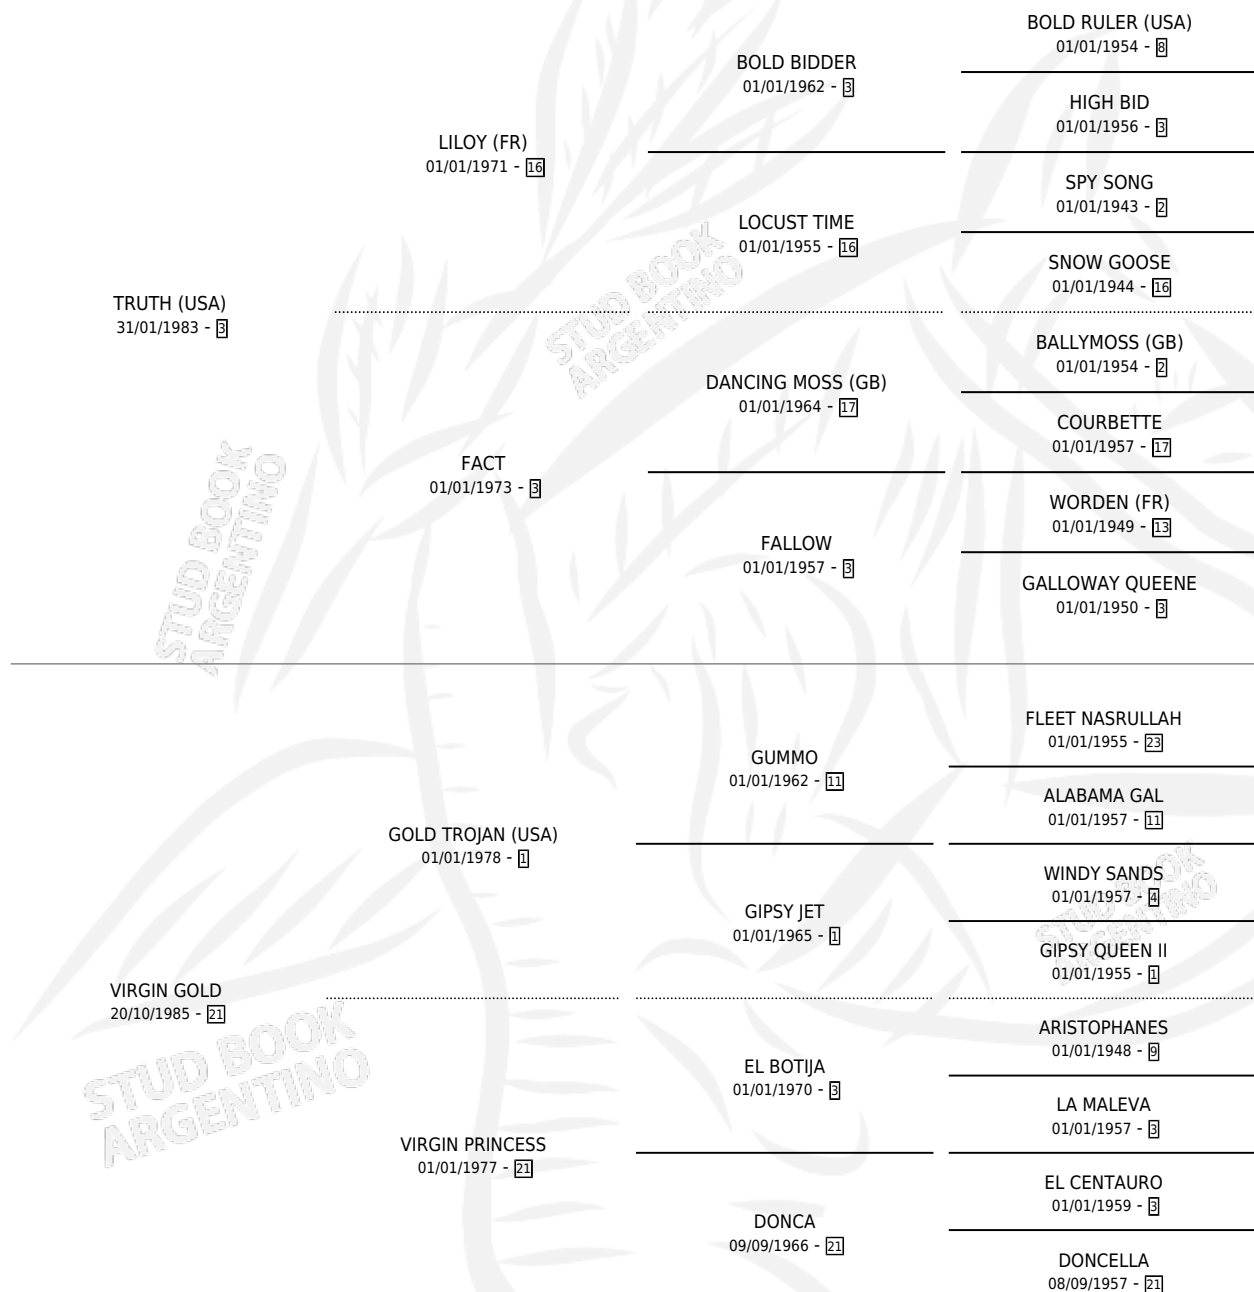 BOLD RULER (USA)
01/01/1954 - 8
BOLD BIDDER
01/01/1962 - 3
HIGH BID
01/01/1956 - 3
LILOY (FR)
01/01/1971 - 16
SPY SONG
01/01/1943 - 2
LOCUST TIME
01/01/1955 - 16
SNOW GOOSE
01/01/1944 - 16
TRUTH (USA)
31/01/1983 - 3
BALLYMOSS (GB)
01/01/1954 - 2
DANCING MOSS (GB)
01/01/1964 - 17
COURBETTE
01/01/1957 - 17
FACT
01/01/1973 - 3
WORDEN (FR)
01/01/1949 - 13
FALLOW
01/01/1957 - 3
GALLOWAY QUEENE
01/01/1950 - 3
FLEET NASRULLAH
01/01/1955 - 23
GUMMO
01/01/1962 - 11
ALABAMA GAL
01/01/1957 - 11
GOLD TROJAN (USA)
01/01/1978 - 1
WINDY SANDS
01/01/1957 - 4
GIPSY JET
01/01/1965 - 1
GIPSY QUEEN II
01/01/1955 - 1
VIRGIN GOLD
20/10/1985 - 21
ARISTOPHANES
01/01/1948 - 9
EL BOTIJA
01/01/1970 - 3
LA MALEVA
01/01/1957 - 3
VIRGIN PRINCESS
01/01/1977 - 21
EL CENTAURO
01/01/1959 - 3
DONCA
09/09/1966 - 21
DONCELLA
08/09/1957 - 21
STUD BOOK
ARGENTINO
STUD BOOK
ARGENTINO
STUD BOOK
ARGENTINO
STUD BOOK
ARGENTINO